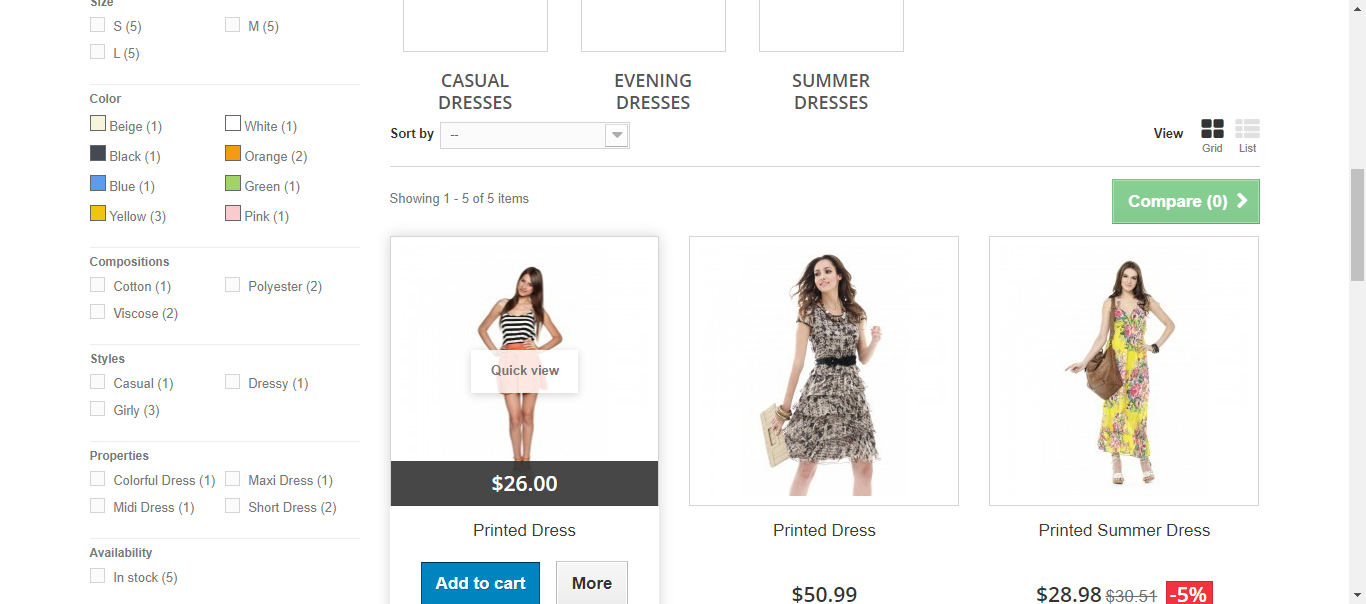 Size
S (5)
M (5)
L (5)
Color
Beige (1)
White (1)
Black (1)
Orange (2)
Blue (1)
Green (1)
Yellow (3)
Pink (1)
Compositions
Cotton (1)
Polyester (2)
Viscose (2)
Styles
Casual (1)
Dressy (1)
Girly (3)
Properties
Colorful Dress (1)
Maxi Dress (1)
Midi Dress (1)
Short Dress (2)
Availability
In stock (5)
CASUAL
DRESSES
EVENING
DRESSES
SUMMER
DRESSES
Sort by
--
View
Grid
List
Showing 1 - 5 of 5 items
Compare (0)
Quick view
$26.00
Printed Dress
Add to cart
More
Printed Dress
$50.99
Printed Summer Dress
$28.98 $30.51 -5%